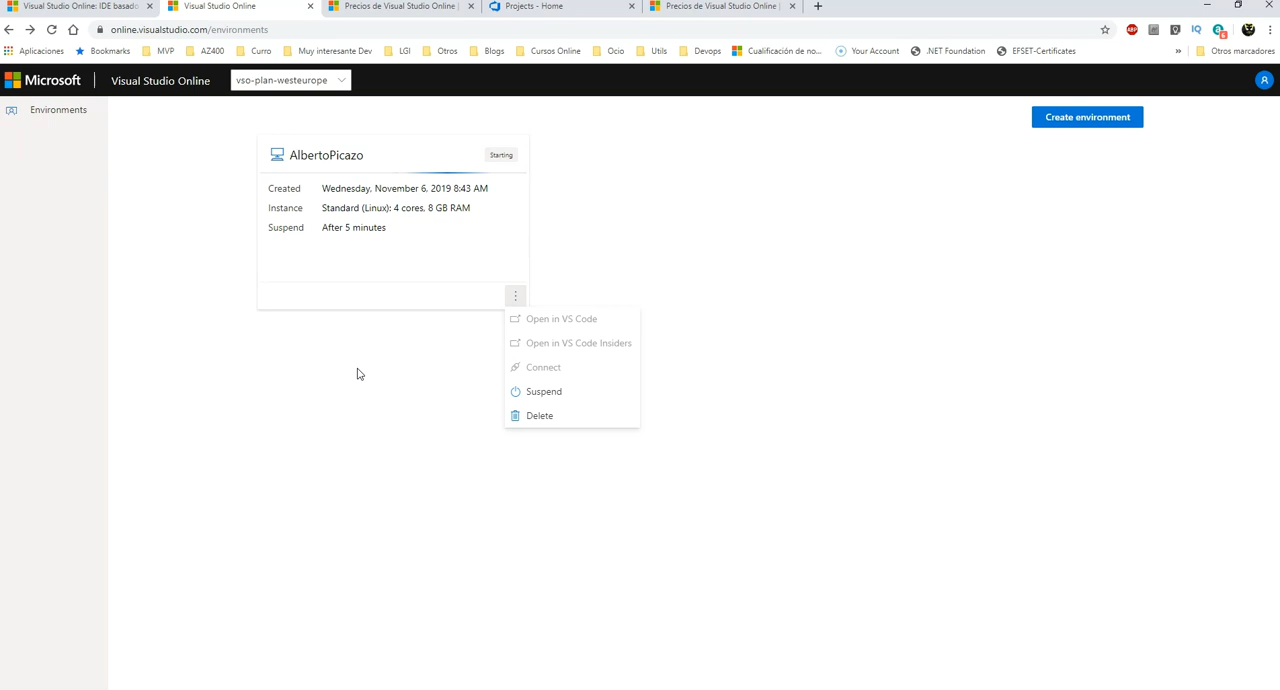 Visual Studio Online: IDE basado
Visual Studio Online
Precios de Visual Studio Online |
Projects - Home
Precios de Visual Studio Online |
online.visualstudio.com/environments
ABP
IQ
6
Aplicaciones
Bookmarks
MVP
AZ400
Curro
Muy interesante Dev
LGI
Otros
Blogs
Cursos Online
Ocio
Utils
Devops
Cualificación de no...
Your Account
.NET Foundation
EFSET-Certificates
»
Otros marcadores
Microsoft
Visual Studio Online
vso-plan-westeurope
Environments
Create environment
AlbertoPicazo
Starting
Created Wednesday, November 6, 2019 8:43 AM
Instance Standard (Linux): 4 cores, 8 GB RAM
Suspend After 5 minutes
Open in VS Code
Open in VS Code Insiders
Connect
Suspend
Delete